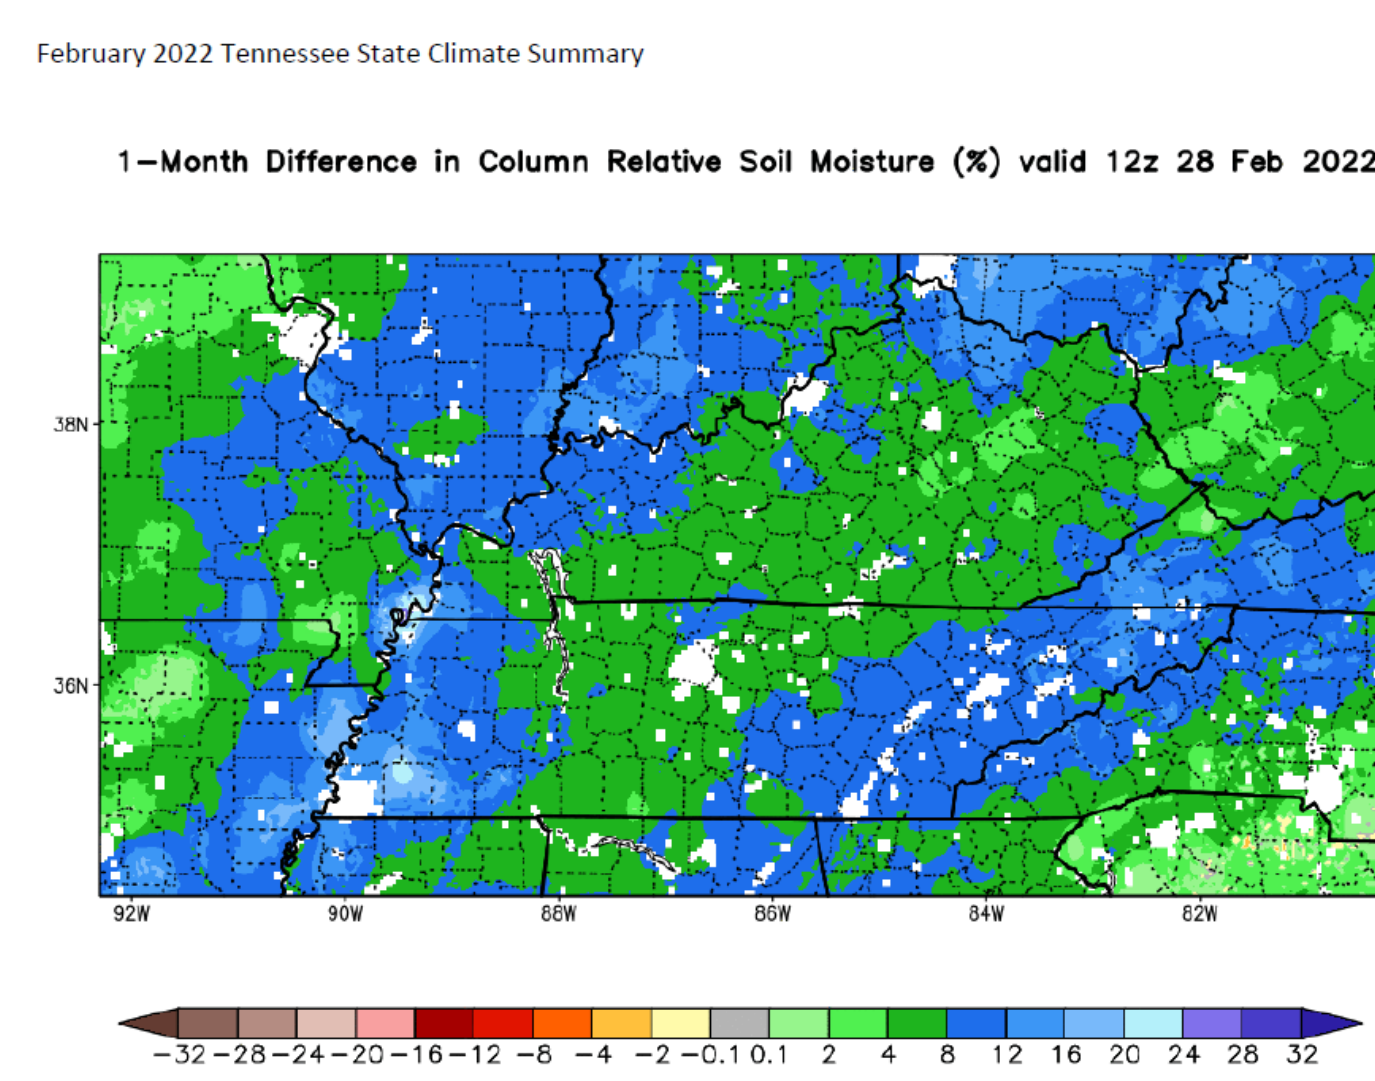 February 2022 Tennessee State Climate Summary
1-Month Difference in Column Relative Soil Moisture (%) valid 12z 28 Feb 2022
38N
36N
92W 90W 88W 86W 84W 82W
-32 -28 -24 -20 -16 -12 -8 -4 -2 -0.1 0.1 2 4 8 12 16 20 24 28 32